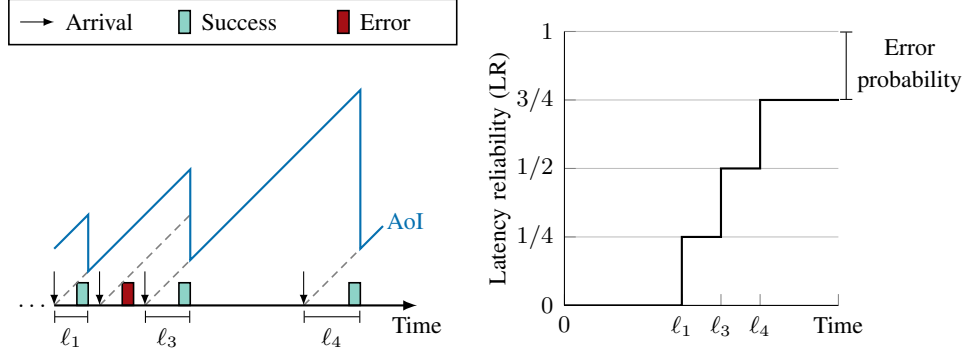 Arrival Success Error
AoI
...
Time
ℓ1 ℓ3 ℓ4
Latency reliability (LR)
1
3/4
1/2
1/4
0
0 ℓ1 ℓ3 ℓ4 Time
Error
probability